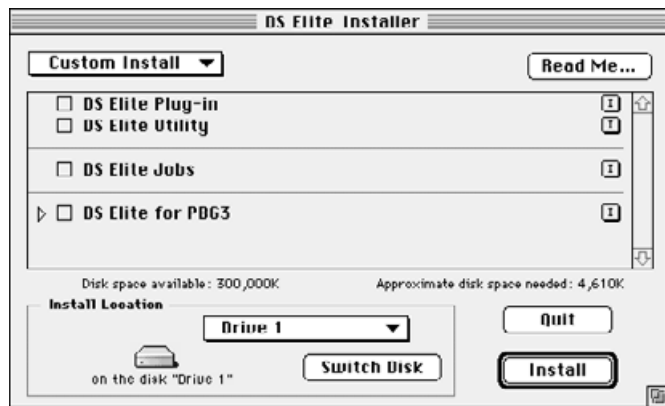 DS Elite Installer
Custom Install
Read Me...
DS Elite Plug-in
DS Elite Utility
DS Elite Jobs
DS Elite for PBG3
Disk space available: 300,000K
Approximate disk space needed: 4,610K
Install Location
Drive 1
Quit
on the disk "Drive 1"
Switch Disk
Install